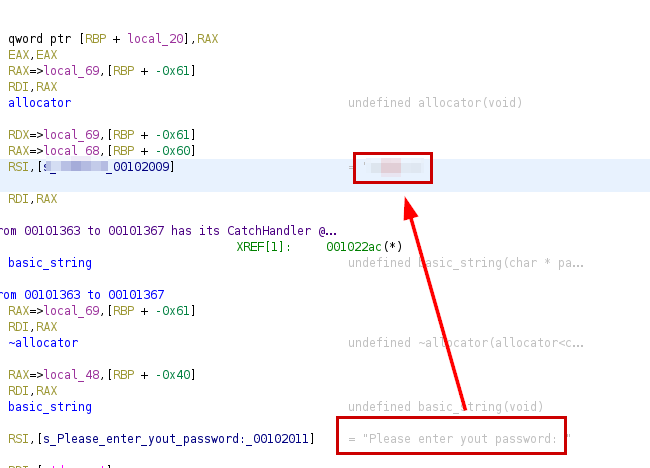 qword ptr [RBP + local_20],RAX
EAX,EAX
RAX=>local_69,[RBP + -0x61]
RDI,RAX
allocator undefined allocator(void)
RDX=>local_69,[RBP + -0x61]
RAX=>local_68,[RBP + -0x60]
RSI,[s_ _00102009] = "
RDI,RAX
rom 00101363 to 00101367 has its CatchHandler @...
XREF[1]: 001022ac(*)
basic_string undefined basic_string(char * pa...
rom 00101363 to 00101367
RAX=>local_69,[RBP + -0x61]
RDI,RAX
~allocator undefined ~allocator(allocator<c...
RAX=>local_48,[RBP + -0x40]
RDI,RAX
basic_string undefined basic_string(void)
RSI,[s_Please_enter_yout_password:_00102011] = "Please enter yout password: "